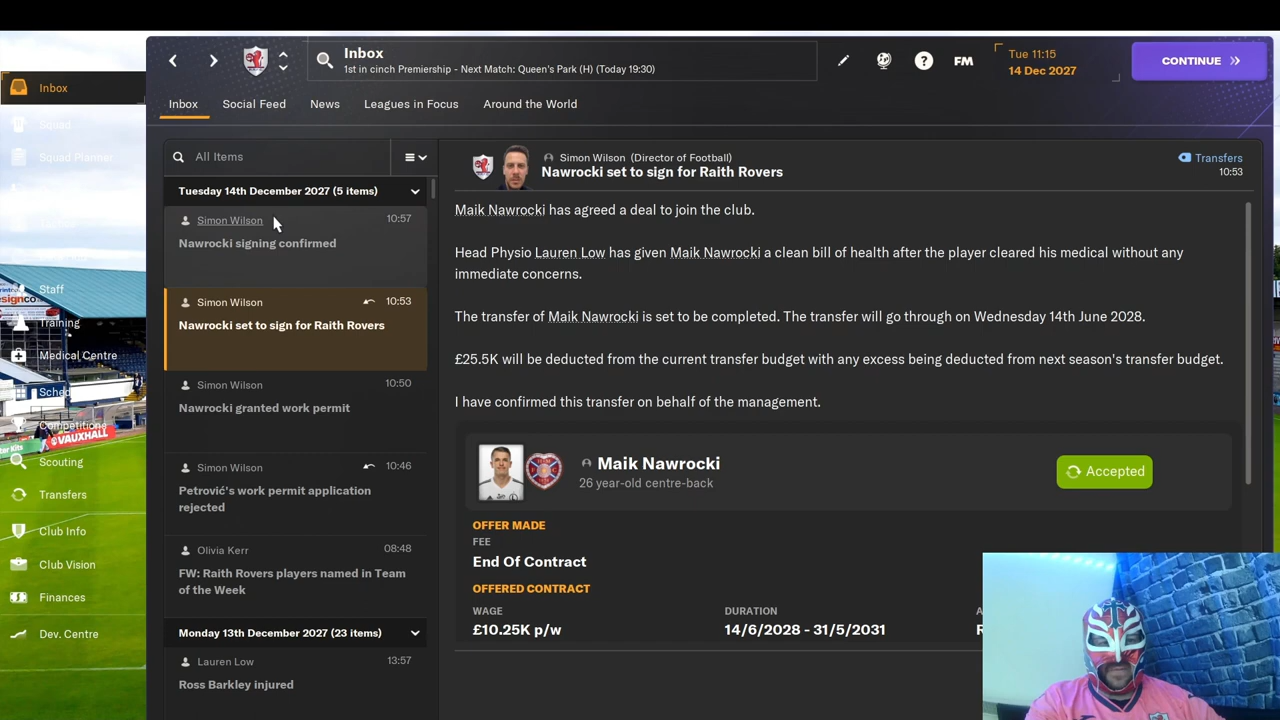 Inbox
1st in cinch Premiership - Next Match: Queen's Park (H) (Today 19:30)
FM
Tue 11:15
14 Dec 2027
CONTINUE
Inbox
Social Feed
News
Leagues in Focus
Around the World
Inbox
Squad
Squad Planner
Staff
Training
Medical Centre
Sched
Competitions
Scouting
Transfers
Club Info
Club Vision
Finances
Dev. Centre
VAUXHALL
All Items
Tuesday 14th December 2027 (5 items)
Simon Wilson
10:57
Nawrocki signing confirmed
Simon Wilson
10:53
Nawrocki set to sign for Raith Rovers
Simon Wilson
10:50
Nawrocki granted work permit
Simon Wilson
10:46
Petrović's work permit application
rejected
Olivia Kerr
08:48
FW: Raith Rovers players named in Team
of the Week
Monday 13th December 2027 (23 items)
Lauren Low
13:57
Ross Barkley injured
Simon Wilson (Director of Football)
Nawrocki set to sign for Raith Rovers
Transfers
10:53
Maik Nawrocki has agreed a deal to join the club.
Head Physio Lauren Low has given Maik Nawrocki a clean bill of health after the player cleared his medical without any
immediate concerns.
The transfer of Maik Nawrocki is set to be completed. The transfer will go through on Wednesday 14th June 2028.
£25.5K will be deducted from the current transfer budget with any excess being deducted from next season's transfer budget.
I have confirmed this transfer on behalf of the management.
Maik Nawrocki
26 year-old centre-back
Accepted
OFFER MADE
FEE
End Of Contract
OFFERED CONTRACT
WAGE
£10.25K p/w
DURATION
14/6/2028 - 31/5/2031